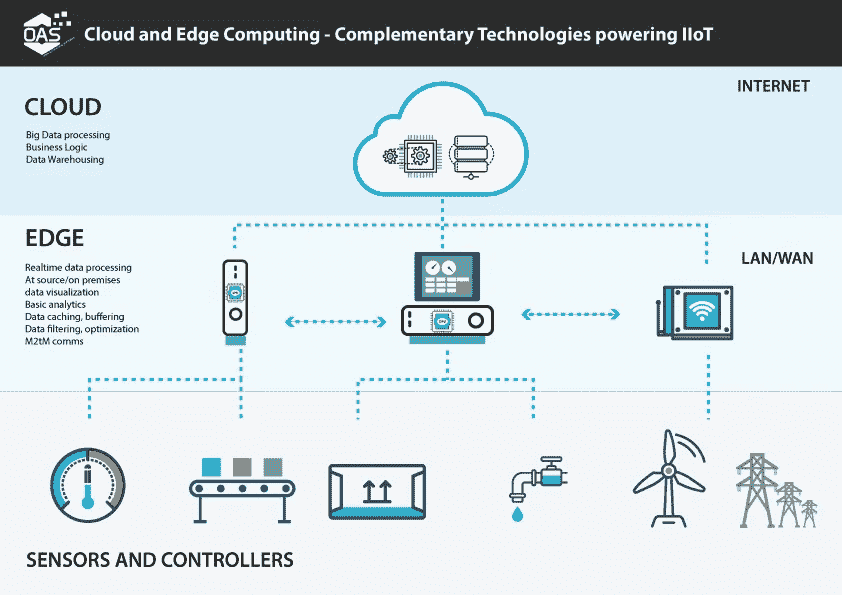 OAS
Cloud and Edge Computing - Complementary Technologies powering IIoT
INTERNET
CLOUD
Big Data processing
Business Logic
Data Warehousing
EDGE
LAN/WAN
Realtime data processing
At source/on premises
data visualization
Basic analytics
Data caching, buffering
Data filtering, optimization
M2tM comms
SENSORS AND CONTROLLERS